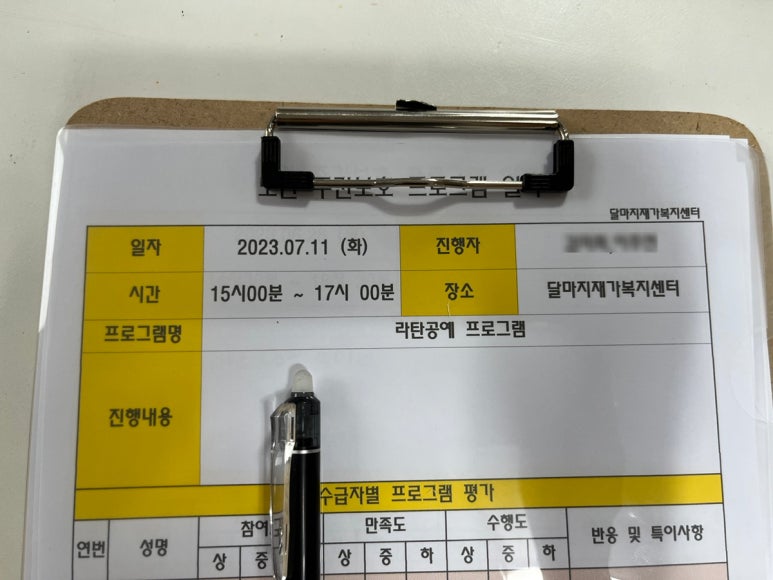 프로그램
달마지재가복지센터
일자 2023.07.11 (화) 진행자
시간 15시00분 ~ 17시 00분 장소 달마지재가복지센터
프로그램명 라탄공예 프로그램
진행내용
수급자별 프로그램 평가
연번 성명 참여 만족도 수행도 반응 및 특이사항
상 중 상 중 하 상 중 하